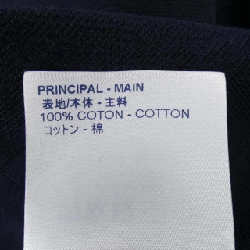 PRINCIPAL - MAIN
表地/本体 - 主料
100% COTON - COTTON
コットン - 棉